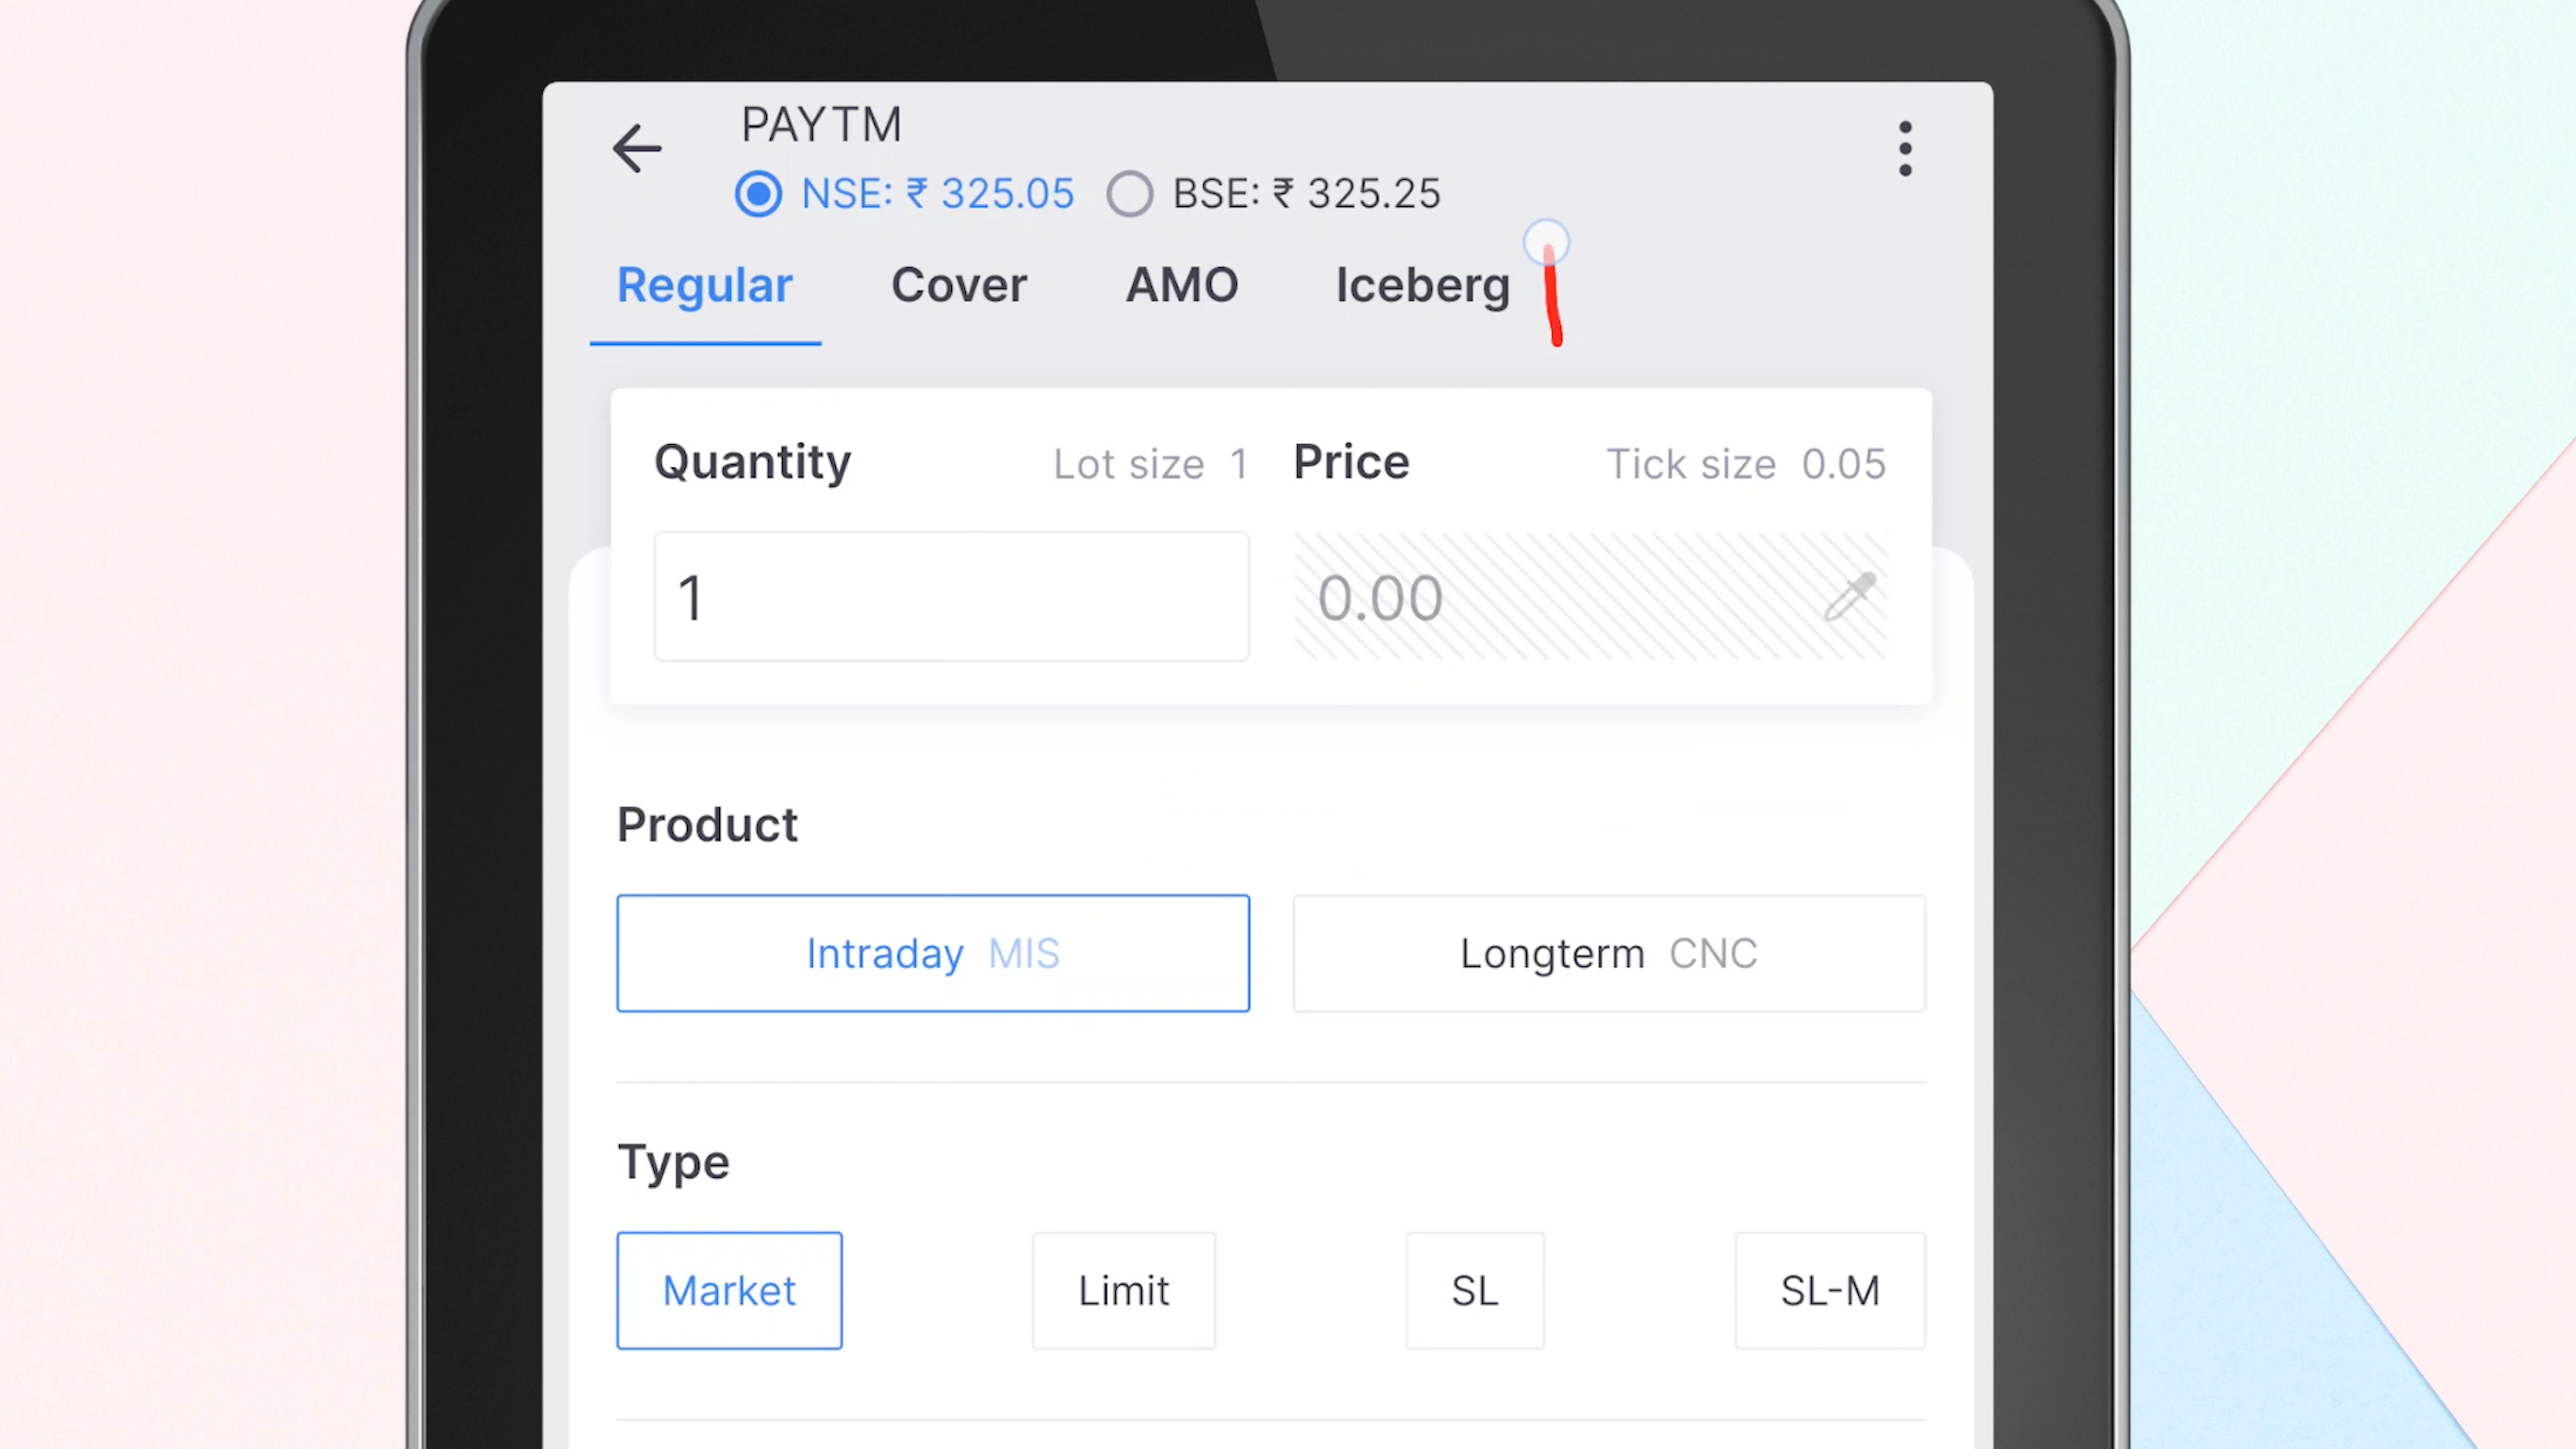 PAYTM
NSE: ₹ 325.05 BSE: ₹ 325.25
Regular Cover AMO Iceberg
Quantity Lot size 1 Price Tick size 0.05
1 0.00
Product
Intraday MIS Longterm CNC
Type
Market Limit SL SL-M